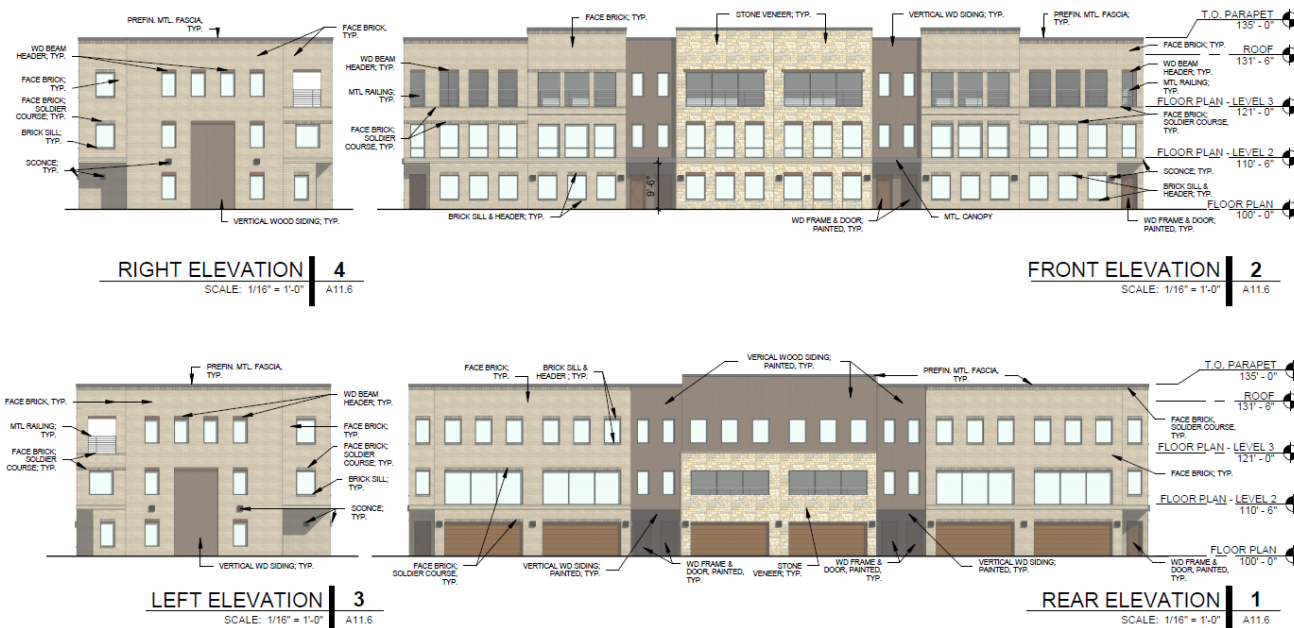 PREFIN. MTL. FASCIA,
TYP.
FACE BRICK,
TYP.
WD BEAM
HEADER; TYP.
FACE BRICK;
TYP.
FACE BRICK;
SOLDIER
COURSE; TYP.
BRICK SILL;
TYP.
SCONCE;
TYP.
VERTICAL WOOD SIDING; TYP.
RIGHT ELEVATION 4
SCALE: 1/16" = 1'-0" A11.6
FACE BRICK; TYP.
STONE VENEER; TYP.
VERTICAL WD SIDING; TYP.
PREFIN. MTL. FASCIA;
TYP.
WD BEAM
HEADER; TYP.
MTL RAILING;
TYP.
FACE BRICK;
SOLDIER
COURSE, TYP.
9'-6"
BRICK SILL & HEADER; TYP.
WD FRAME & DOOR;
PAINTED, TYP.
MTL. CANOPY
T.O. PARAPET
135' - 0"
FACE BRICK; TYP.
ROOF
131' - 6"
WD BEAM
HEADER; TYP.
MTL RAILING;
TYP.
FLOOR PLAN - LEVEL 3
121' - 0"
FACE BRICK;
SOLDIER COURSE,
TYP.
FLOOR PLAN - LEVEL 2
110' - 6"
SCONCE; TYP.
BRICK SILL &
HEADER; TYP.
FLOOR PLAN
100' - 0"
WD FRAME & DOOR;
PAINTED, TYP.
FRONT ELEVATION 2
SCALE: 1/16" = 1'-0" A11.6
PREFIN. MTL. FASCIA,
TYP.
FACE BRICK, TYP.
MTL RAILING;
TYP.
FACE BRICK;
SOLDIER
COURSE; TYP.
WD BEAM
HEADER; TYP.
FACE BRICK;
TYP.
FACE BRICK;
SOLDIER
COURSE; TYP.
BRICK SILL;
TYP.
SCONCE;
TYP.
VERTICAL WD SIDING; TYP.
LEFT ELEVATION 3
SCALE: 1/16" = 1'-0" A11.6
FACE BRICK;
TYP.
BRICK SILL &
HEADER ; TYP.
VERICAL WOOD SIDING;
PAINTED, TYP.
PREFIN. MTL. FASCIA,
TYP.
T.O. PARAPET
135' - 0"
ROOF
131' - 6"
FACE BRICK,
SOLIDER COURSE,
TYP.
FLOOR PLAN - LEVEL 3
121' - 0"
FACE BRICK; TYP.
FLOOR PLAN - LEVEL 2
110' - 6"
FLOOR PLAN
100' - 0"
FACE BRICK;
SOLDIER COURSE,
TYP.
VERTICAL WD SIDING;
PAINTED, TYP.
WD FRAME &
DOOR, PAINTED,
TYP.
STONE
VENEER; TYP.
WD FRAME &
DOOR, PAINTED,
TYP.
VERTICAL WD SIDING;
PAINTED, TYP.
WD FRAME &
DOOR, PAINTED,
TYP.
REAR ELEVATION 1
SCALE: 1/16" = 1'-0" A11.6